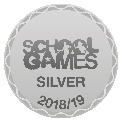 SCHOOL
GAMES
SILVER
2018/19